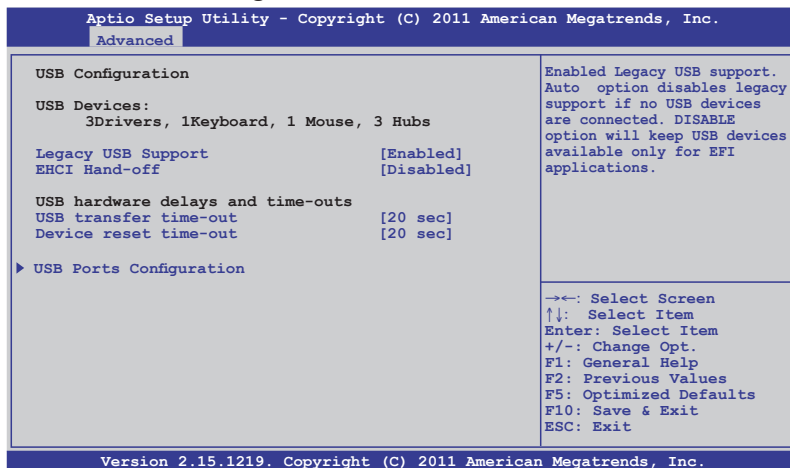 Aptio Setup Utility - Copyright (C) 2011 American Megatrends, Inc.
Advanced
USB Configuration
USB Devices:
3Drivers, 1Keyboard, 1 Mouse, 3 Hubs
Legacy USB Support [Enabled]
EHCI Hand-off [Disabled]
USB hardware delays and time-outs
USB transfer time-out [20 sec]
Device reset time-out [20 sec]
USB Ports Configuration
Enabled Legacy USB support.
Auto option disables legacy
support if no USB devices
are connected. DISABLE
option will keep USB devices
available only for EFI
applications.
→←: Select Screen
↑↓: Select Item
Enter: Select Item
+/-: Change Opt.
F1: General Help
F2: Previous Values
F5: Optimized Defaults
F10: Save & Exit
ESC: Exit
Version 2.15.1219. Copyright (C) 2011 American Megatrends, Inc.